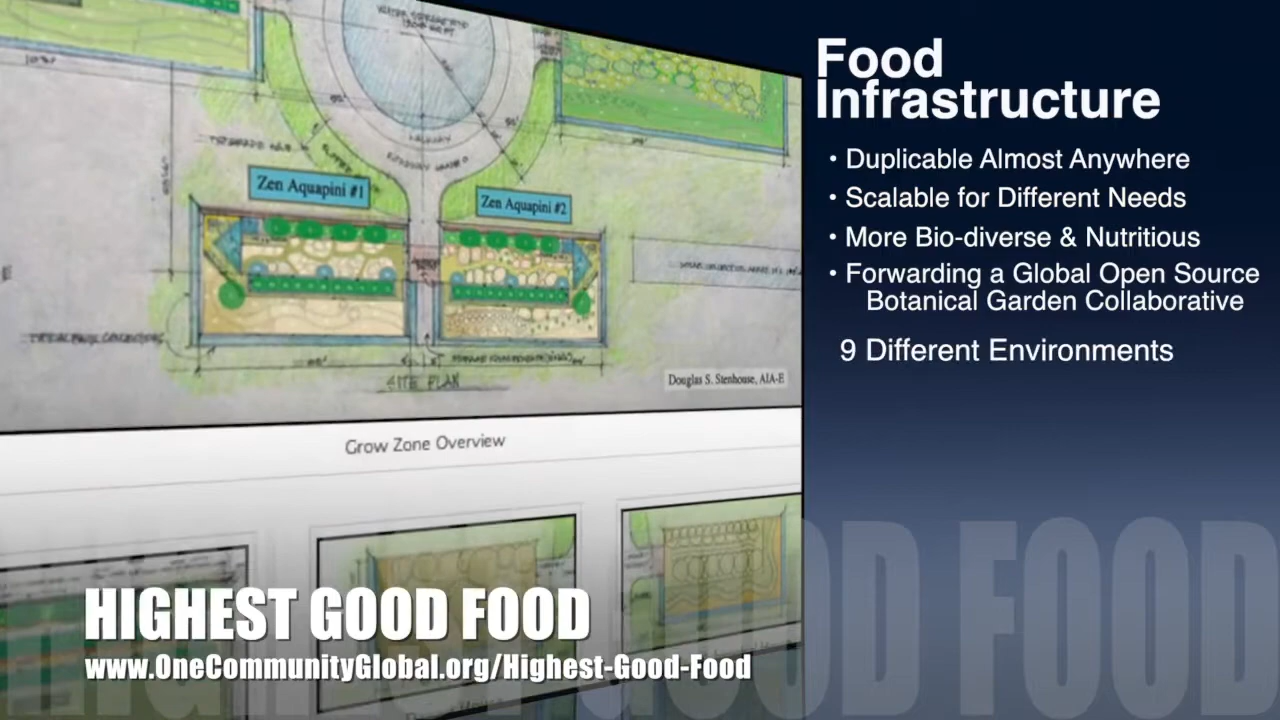 Food
Infrastructure
• Duplicable Almost Anywhere
• Scalable for Different Needs
• More Bio-diverse & Nutritious
• Forwarding a Global Open Source
Botanical Garden Collaborative
9 Different Environments
Zen Aquapini #1
Zen Aquapini #2
SITE PLAN
Douglas S. Stenhouse, AIA-E
Grow Zone Overview
HIGHEST GOOD FOOD
www.OneCommunityGlobal.org/Highest-Good-Food
GOOD FOOD